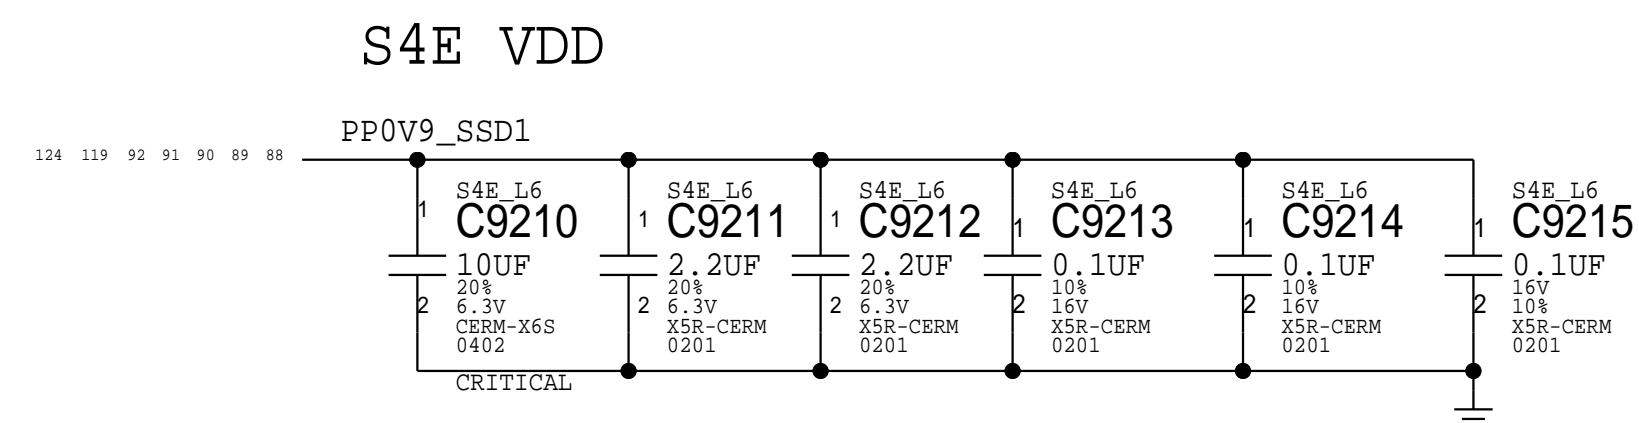 S4E VDD
PP0V9_SSD1
124 119 92 91 90 89 88
S4E_L6 S4E_L6 S4E_L6 S4E_L6 S4E_L6 S4E_L6
1 C9210 1 C9211 1 C9212 1 C9213 1 C9214 1 C9215
10UF 2.2UF 2.2UF 0.1UF 0.1UF 0.1UF
20% 20% 20% 10% 10% 16V
2 6.3V 2 6.3V 2 6.3V 2 16V 2 16V 2 10%
CERM-X6S X5R-CERM X5R-CERM X5R-CERM X5R-CERM X5R-CERM
0402 0201 0201 0201 0201 0201
CRITICAL